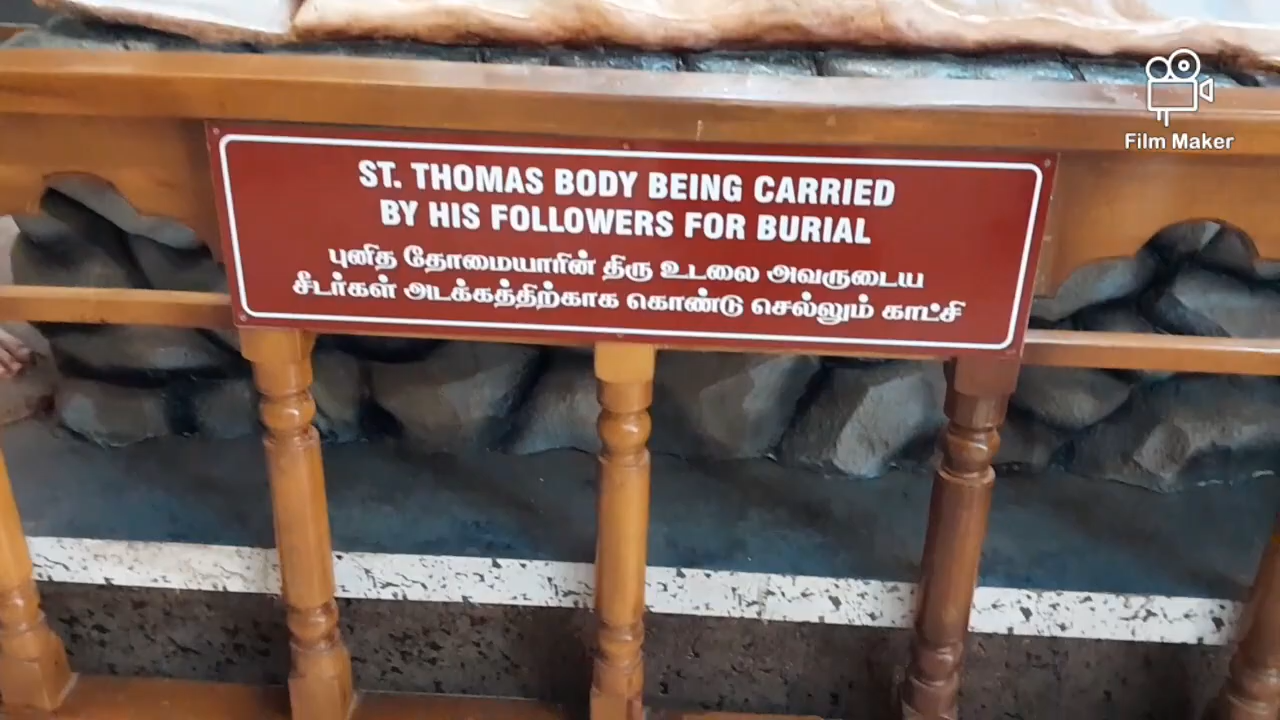 Film Maker
ST. THOMAS BODY BEING CARRIED
BY HIS FOLLOWERS FOR BURIAL
புனித தோமையாரின் திரு உடலை அவருடைய
சீடர்கள் அடக்கத்திற்காக கொண்டு செல்லும் காட்சி